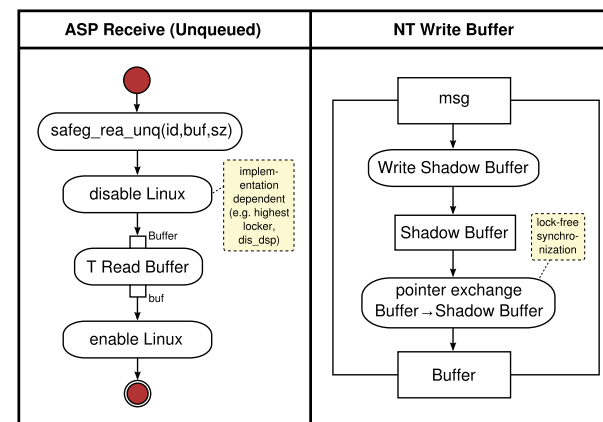 ASP Receive (Unqueued)
safeg_rea_unq(id,buf,sz)
disable Linux
implem-
entation
dependent
(e.g. highest
locker,
dis_dsp)
Buffer
T Read Buffer
buf
enable Linux
NT Write Buffer
msg
Write Shadow Buffer
Shadow Buffer
lock-free
synchro-
nization
pointer exchange
Buffer→Shadow Buffer
Buffer